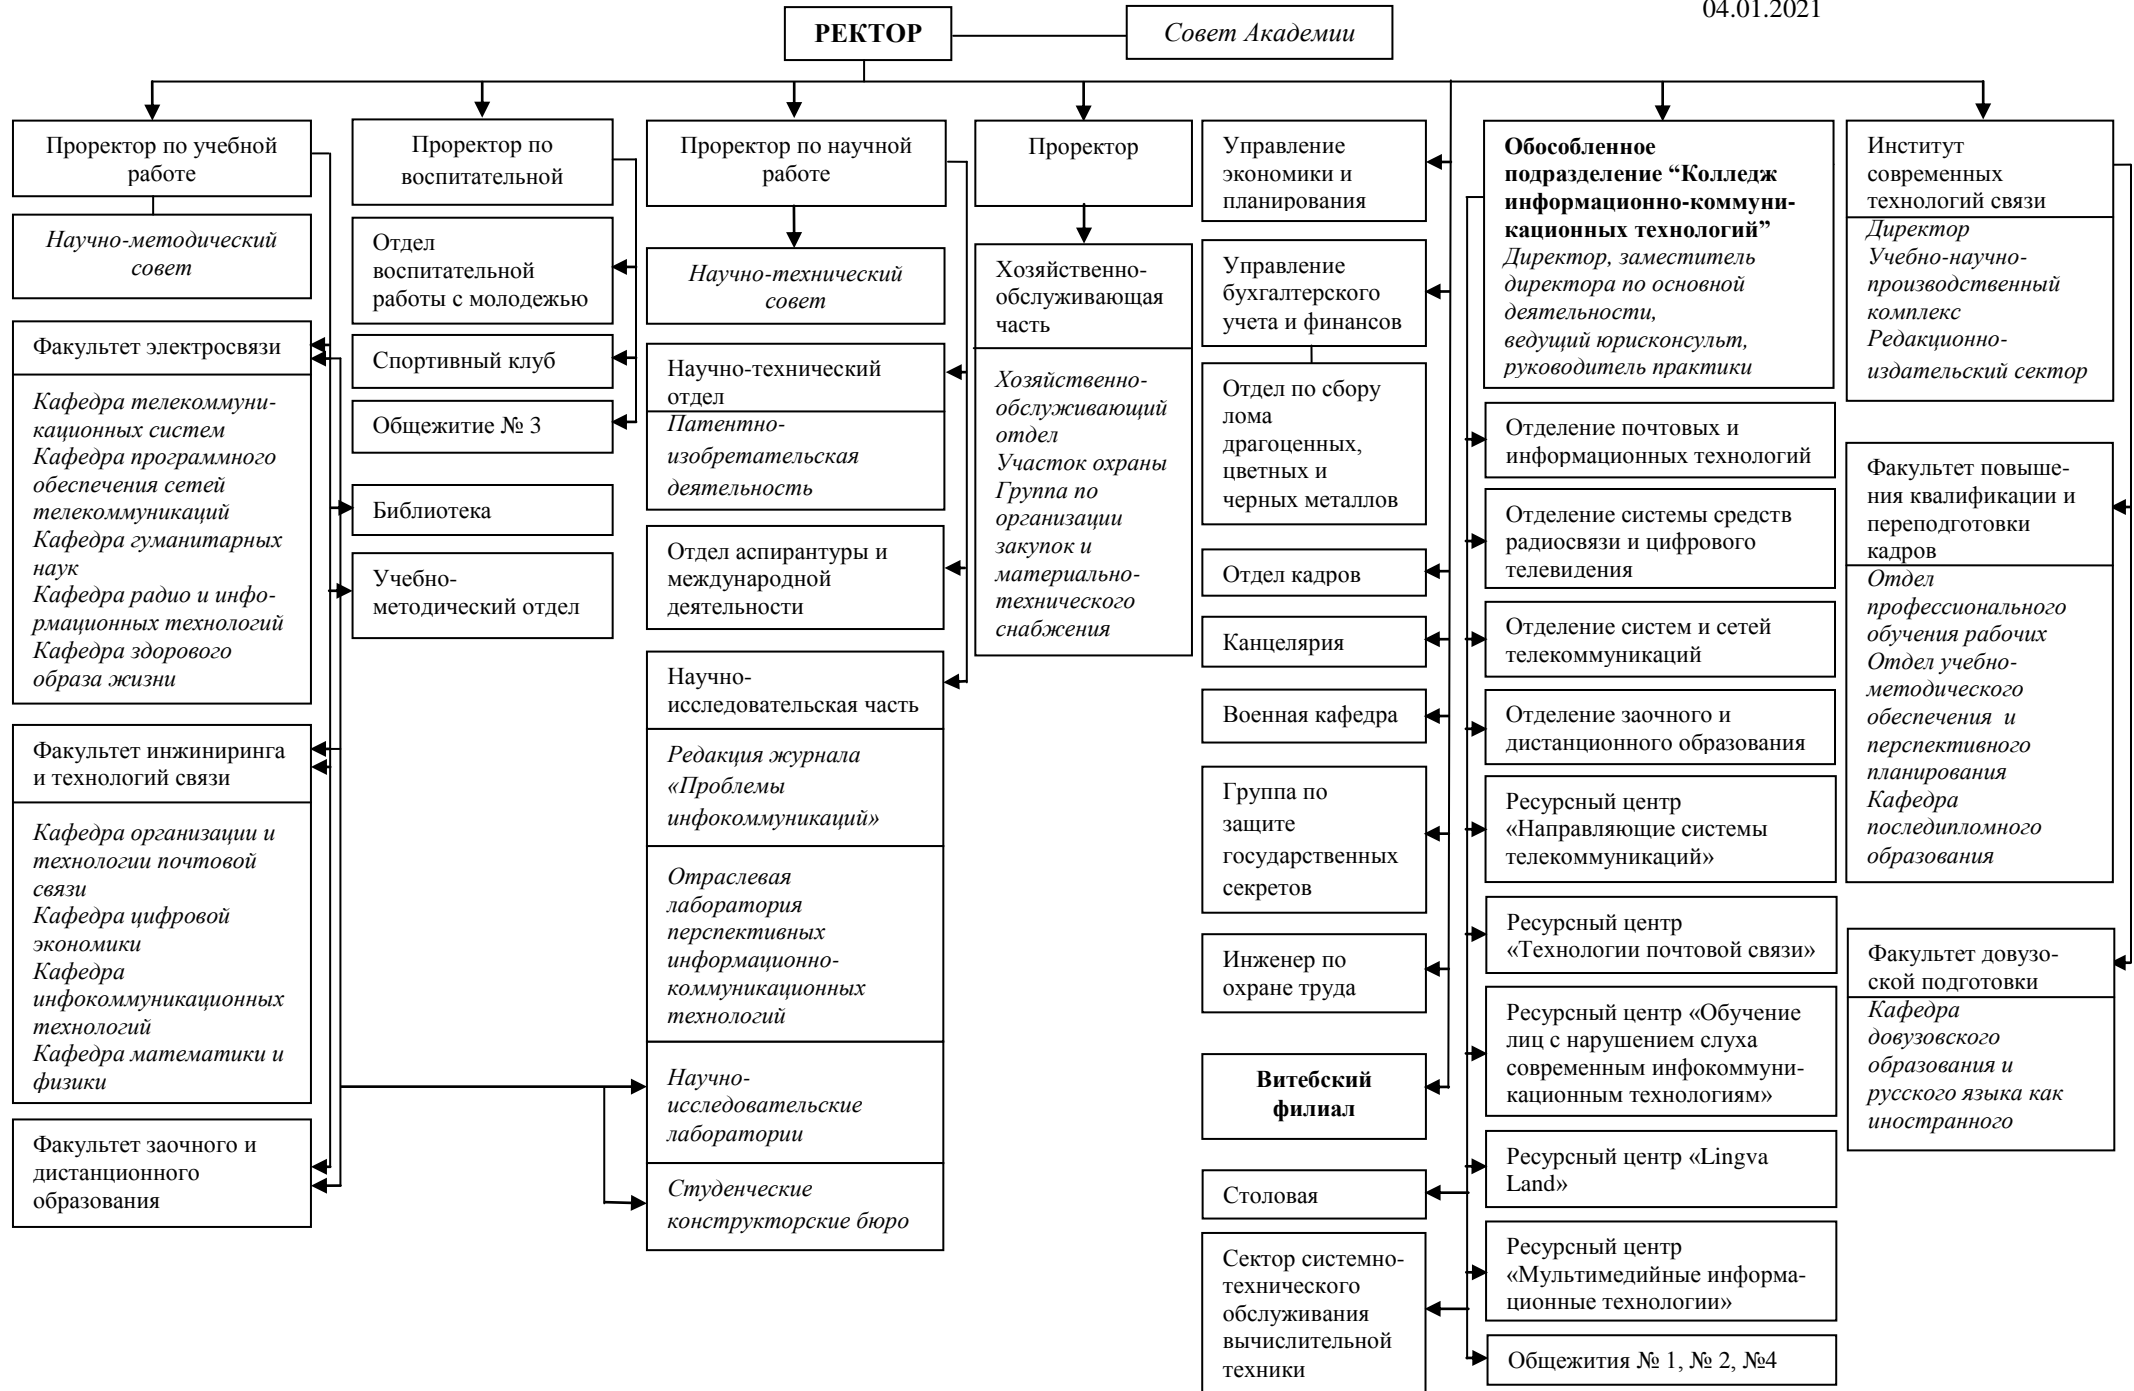 04.01.2021
РЕКТОР
Совет Академии
Проректор по учебной
работе
Научно-методический
совет
Факультет электросвязи
Кафедра телекоммуни-
кационных систем
Кафедра программного
обеспечения сетей
телекоммуникаций
Кафедра гуманитарных
наук
Кафедра радио и инфо-
рмационных технологий
Кафедра здорового
образа жизни
Факультет инжиниринга
и технологий связи
Кафедра организации и
технологии почтовой
связи
Кафедра цифровой
экономики
Кафедра
инфокоммуникационных
технологий
Кафедра математики и
физики
Факультет заочного и
дистанционного
образования
Проректор по
воспитательной
Отдел
воспитательной
работы с молодежью
Спортивный клуб
Общежитие № 3
Библиотека
Учебно-
методический отдел
Проректор по научной
работе
Научно-технический
совет
Научно-технический
отдел
Патентно-
изобретательская
деятельность
Отдел аспирантуры и
международной
деятельности
Научно-
исследовательская часть
Редакция журнала
«Проблемы
инфокоммуникаций»
Отраслевая
лаборатория
перспективных
информационно-
коммуникационных
технологий
Научно-
исследовательские
лаборатории
Студенческие
конструкторские бюро
Проректор
Хозяйственно-
обслуживающая
часть
Хозяйственно-
обслуживающий
отдел
Участок охраны
Группа по
организации
закупок и
материально-
технического
снабжения
Управление
экономики и
планирования
Управление
бухгалтерского
учета и финансов
Отдел по сбору
лома
драгоценных,
цветных и
черных металлов
Отдел кадров
Канцелярия
Военная кафедра
Группа по
защите
государственных
секретов
Инженер по
охране труда
Витебский
филиал
Столовая
Сектор системно-
технического
обслуживания
вычислительной
техники
Обособленное
подразделение “Колледж
информационно-коммуни-
кационных технологий”
Директор, заместитель
директора по основной
деятельности,
ведущий юрисконсульт,
руководитель практики
Отделение почтовых и
информационных технологий
Отделение системы средств
радиосвязи и цифрового
телевидения
Отделение систем и сетей
телекоммуникаций
Отделение заочного и
дистанционного образования
Ресурсный центр
«Направляющие системы
телекоммуникаций»
Ресурсный центр
«Технологии почтовой связи»
Ресурсный центр «Обучение
лиц с нарушением слуха
современным инфокоммуни-
кационным технологиям»
Ресурсный центр «Lingva
Land»
Ресурсный центр
«Мультимедийные информа-
ционные технологии»
Общежития № 1, № 2, №4
Институт
современных
технологий связи
Директор
Учебно-научно-
производственный
комплекс
Редакционно-
издательский сектор
Факультет повыше-
ния квалификации и
переподготовки
кадров
Отдел
профессионального
обучения рабочих
Отдел учебно-
методического
обеспечения и
перспективного
планирования
Кафедра
последипломного
образования
Факультет довузо-
ской подготовки
Кафедра
довузовского
образования и
русского языка как
иностранного